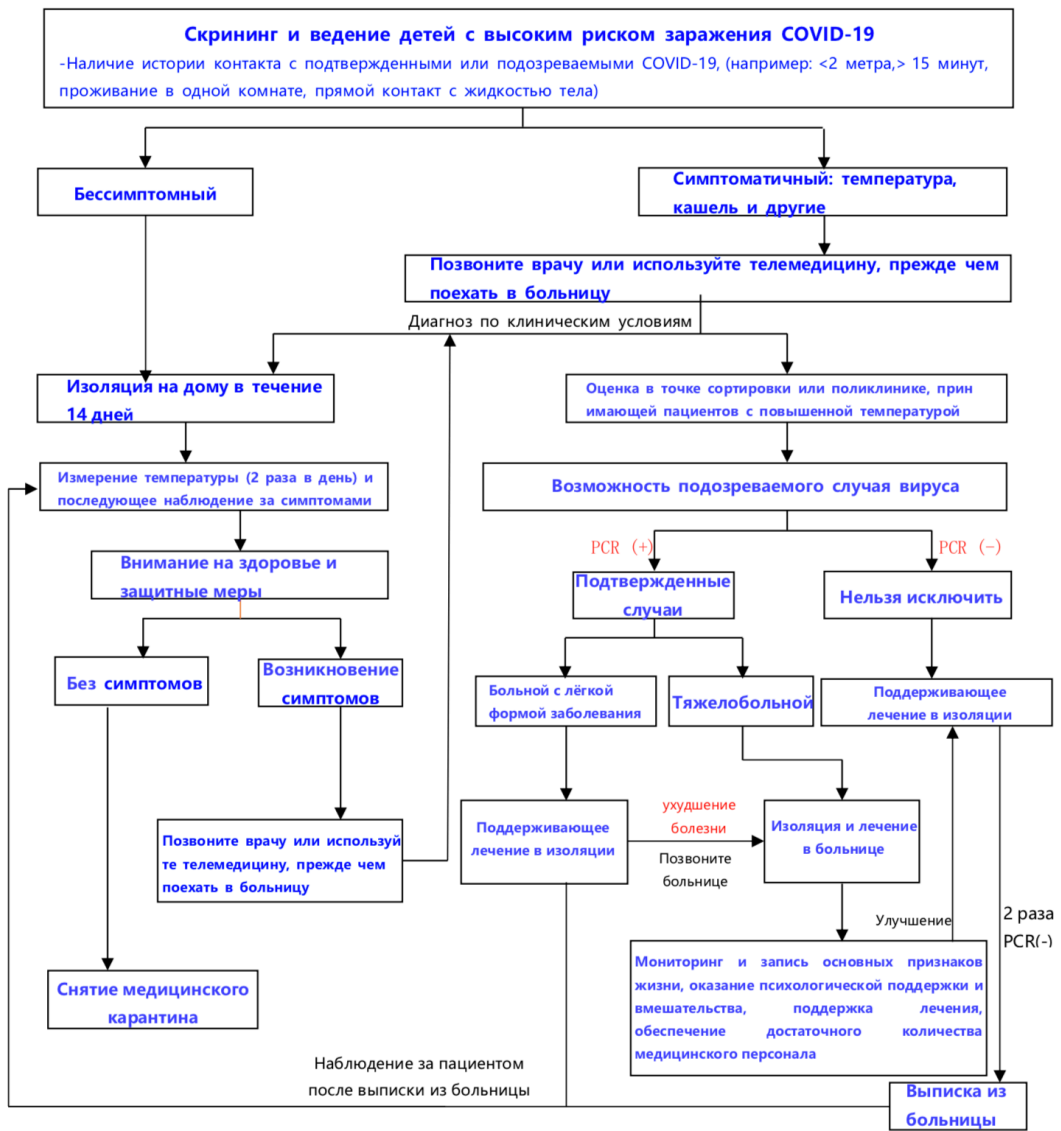 Скрининг и ведение детей с высоким риском заражения COVID-19
-Наличие истории контакта с подтвержденными или подозреваемыми COVID-19, (например: <2 метра,> 15 минут,
проживание в одной комнате, прямой контакт с жидкостью тела)
Бессимптомный
Симптоматичный: температура,
кашель и другие
Позвоните врачу или используйте телемедицину, прежде чем
поехать в больницу
Диагноз по клиническим условиям
Изоляция на дому в течение
14 дней
Оценка в точке сортировки или поликлинике, прин
имающей пациентов с повышенной температурой
Измерение температуры (2 раза в день) и
последующее наблюдение за симптомами
Возможность подозреваемого случая вируса
PCR (+)
PCR (-)
Внимание на здоровье и
защитные меры
Подтвержденные
случаи
Нельзя исключить
Без симптомов
Возникновение
симптомов
Больной с лёгкой
формой заболевания
Тяжелобольной
Поддерживающее
лечение в изоляции
Позвоните врачу или используй
те телемедицину, прежде чем
поехать в больницу
Поддерживающее
лечение в изоляции
ухудшение
болезни
Позвоните
больнице
Изоляция и лечение
в больнице
Улучшение
2 раза
PCR(-)
Снятие медицинского
карантина
Мониторинг и запись основных признаков
жизни, оказание психологической поддержки и
вмешательства, поддержка лечения,
обеспечение достаточного количества
медицинского персонала
Наблюдение за пациентом
после выписки из больницы
Выписка из
больницы